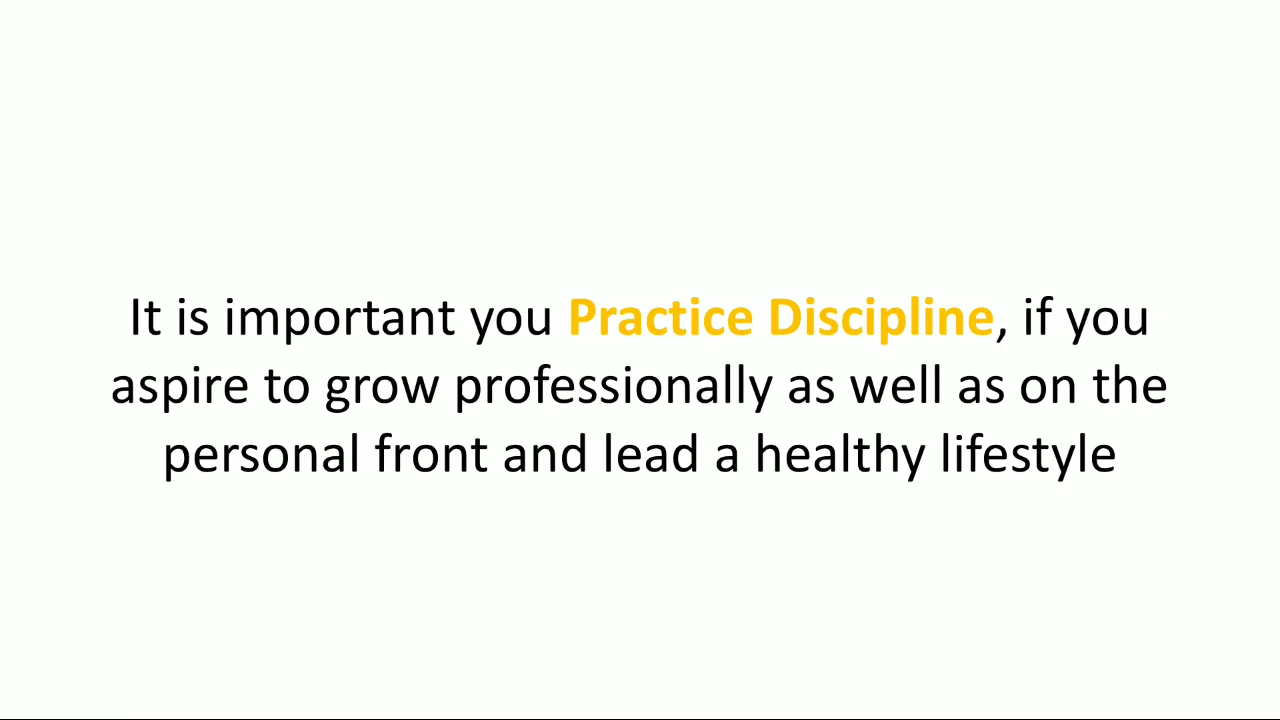 It is important you Practice Discipline, if you
aspire to grow professionally as well as on the
personal front and lead a healthy lifestyle